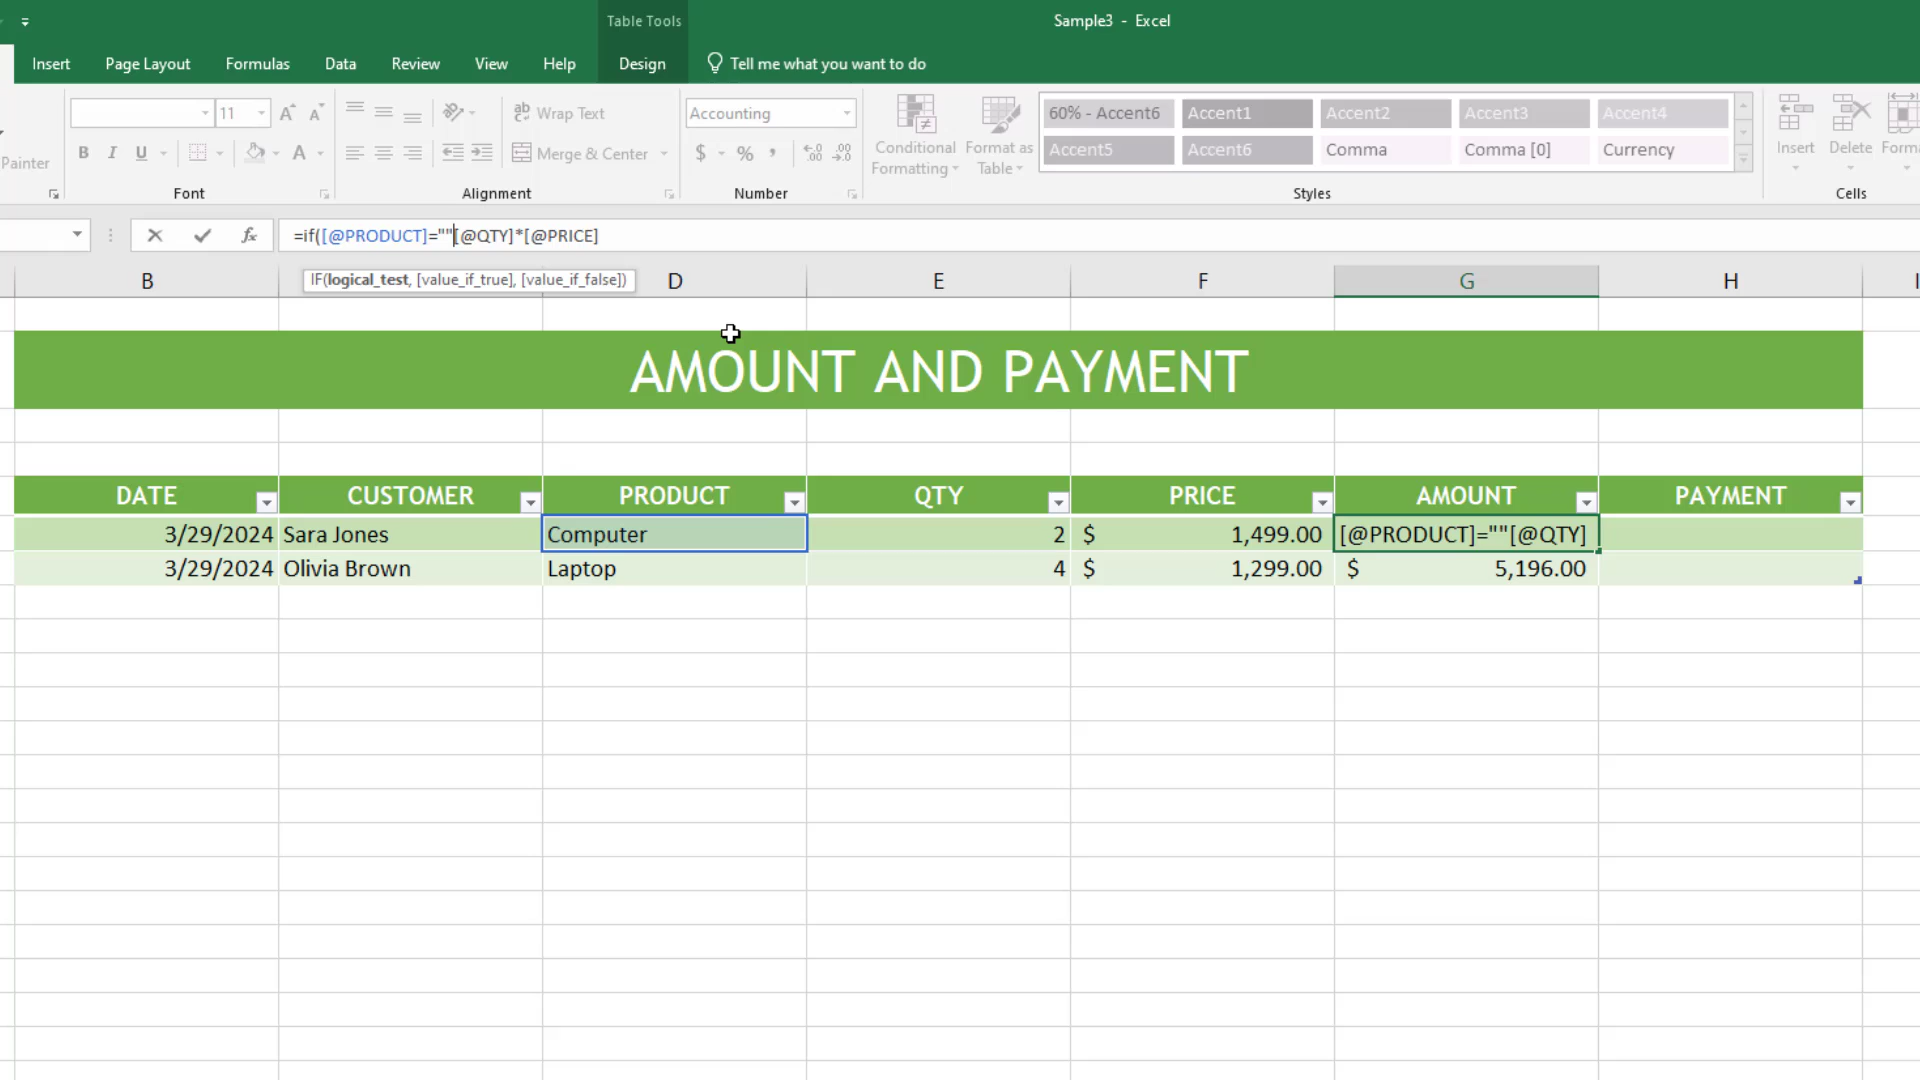 Table Tools
Sample3 - Excel
Insert Page Layout Formulas Data Review View Help Design Tell me what you want to do
11 Wrap Text Accounting 60% - Accent6 Accent1 Accent2 Accent3 Accent4
Painter B I U A Merge & Center $ % , Conditional Formatting Format as Table Accent5 Accent6 Comma Comma [0] Currency Insert Delete
Font Alignment Number Styles Cells
fx =if([@PRODUCT]=""[@QTY]*[@PRICE]
IF(logical_test, [value_if_true], [value_if_false])
B D E F G H
AMOUNT AND PAYMENT
DATE CUSTOMER PRODUCT QTY PRICE AMOUNT PAYMENT
3/29/2024 Sara Jones Computer 2 $ 1,499.00 [@PRODUCT]=""[@QTY]
3/29/2024 Olivia Brown Laptop 4 $ 1,299.00 $ 5,196.00